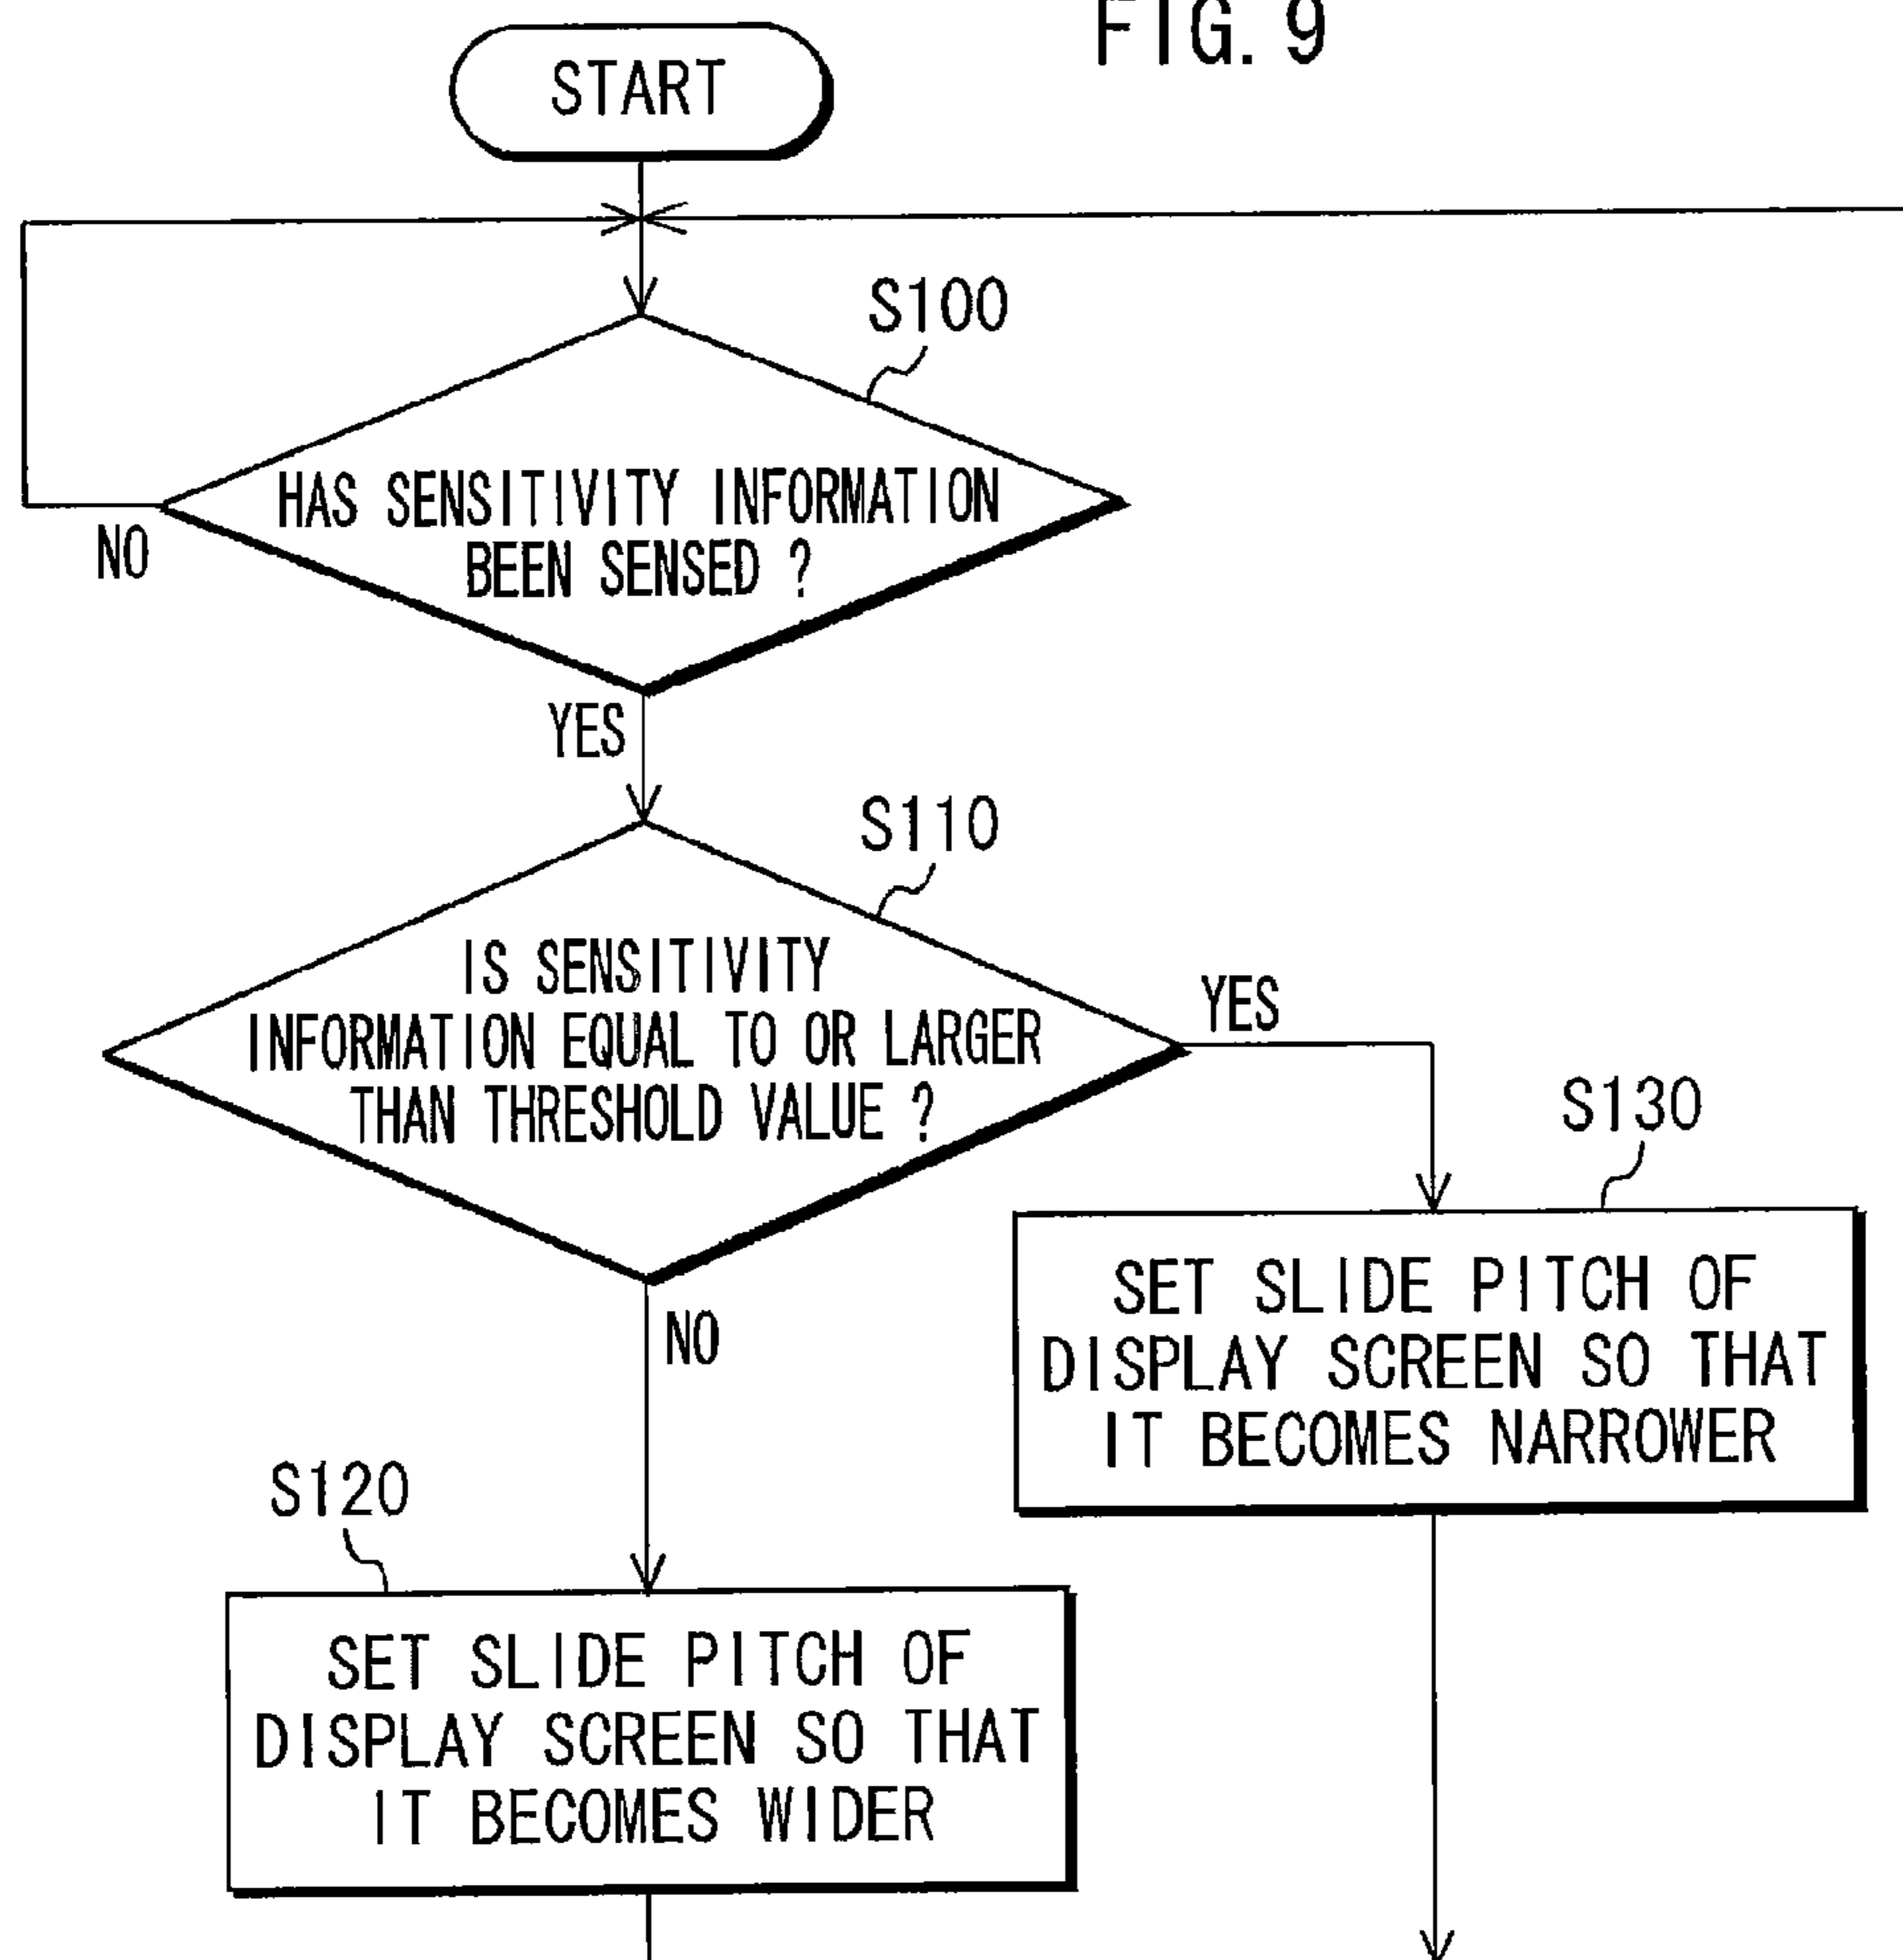 FIG. 9
START
S100
HAS SENSITIVITY INFORMATION
BEEN SENSED ?
NO
YES
S110
IS SENSITIVITY
INFORMATION EQUAL TO OR LARGER
THAN THRESHOLD VALUE ?
YES
NO
S130
SET SLIDE PITCH OF
DISPLAY SCREEN SO THAT
IT BECOMES NARROWER
S120
SET SLIDE PITCH OF
DISPLAY SCREEN SO THAT
IT BECOMES WIDER